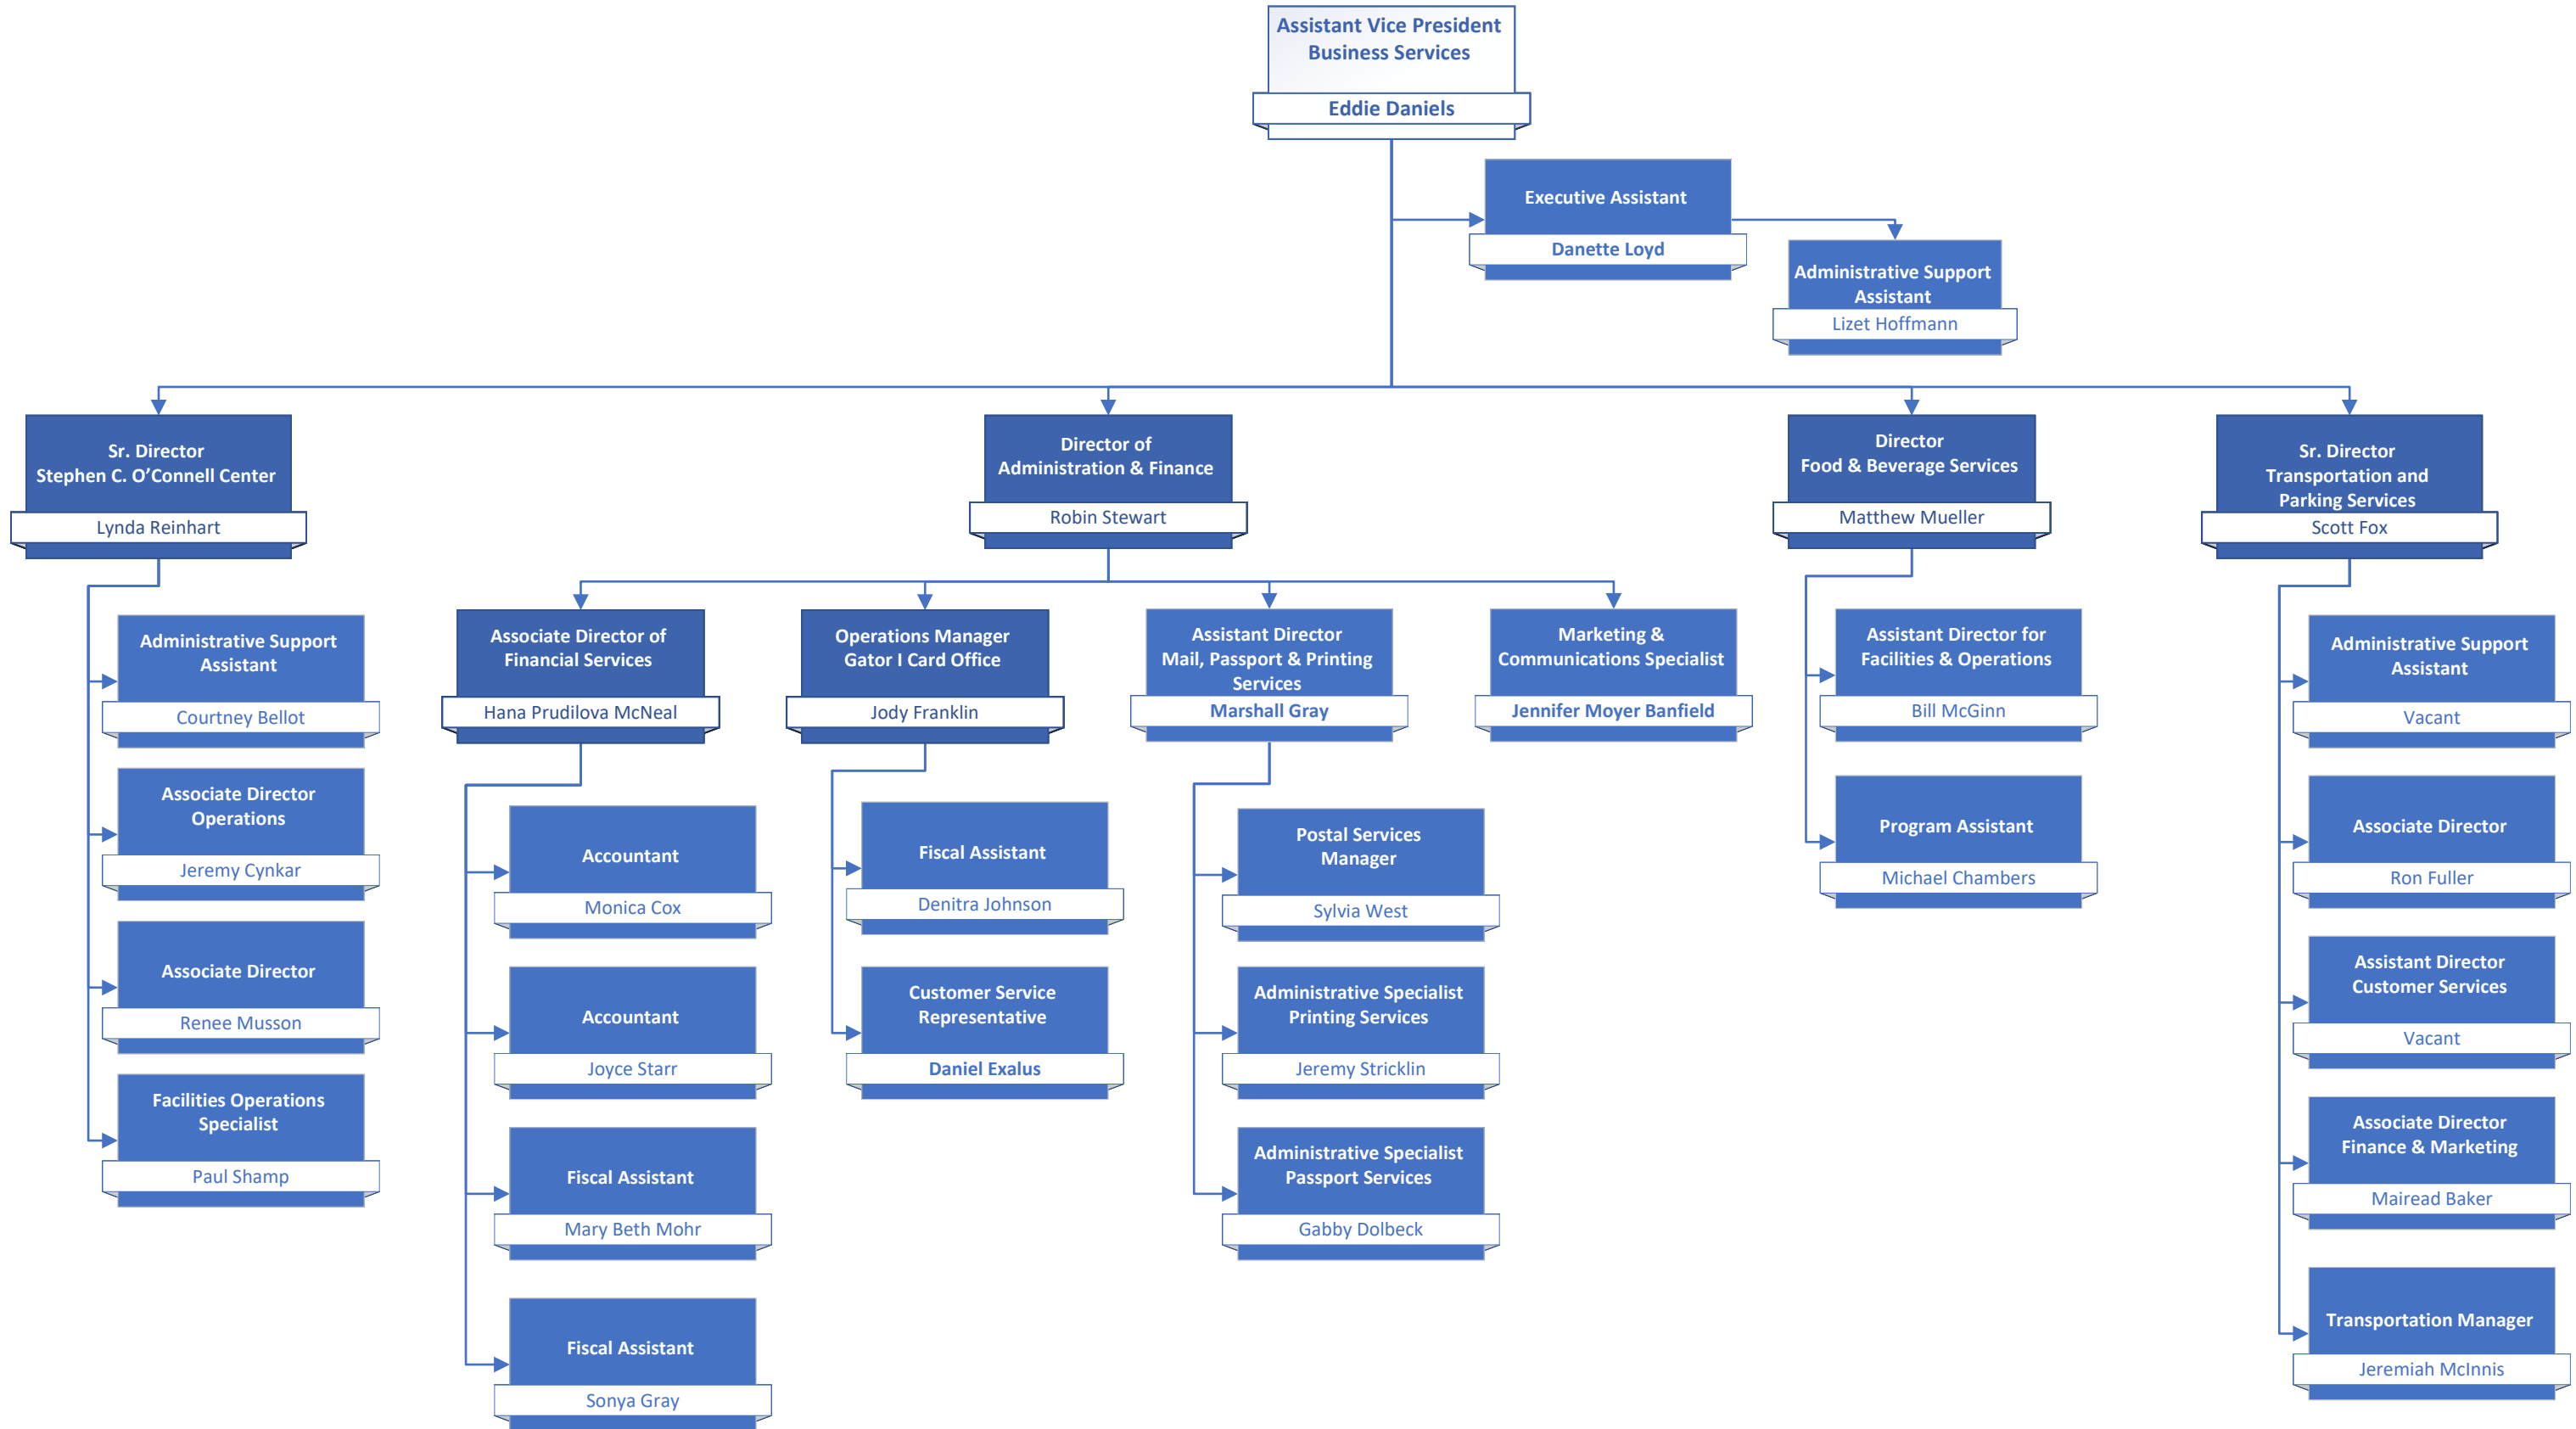 Assistant Vice President
Business Services
Eddie Daniels
Executive Assistant
Danette Loyd
Administrative Support
Assistant
Lizet Hoffmann
Sr. Director
Stephen C. O’Connell Center
Lynda Reinhart
Director of
Administration & Finance
Robin Stewart
Director
Food & Beverage Services
Matthew Mueller
Sr. Director
Transportation and
Parking Services
Scott Fox
Administrative Support
Assistant
Courtney Bellot
Associate Director
Operations
Jeremy Cynkar
Associate Director
Renee Musson
Facilities Operations
Specialist
Paul Shamp
Associate Director of
Financial Services
Hana Prudilova McNeal
Accountant
Monica Cox
Accountant
Joyce Starr
Fiscal Assistant
Mary Beth Mohr
Fiscal Assistant
Sonya Gray
Operations Manager
Gator I Card Office
Jody Franklin
Fiscal Assistant
Denitra Johnson
Customer Service
Representative
Daniel Exalus
Assistant Director
Mail, Passport & Printing
Services
Marshall Gray
Postal Services
Manager
Sylvia West
Administrative Specialist
Printing Services
Jeremy Stricklin
Administrative Specialist
Passport Services
Gabby Dolbeck
Marketing &
Communications Specialist
Jennifer Moyer Banfield
Assistant Director for
Facilities & Operations
Bill McGinn
Program Assistant
Michael Chambers
Administrative Support
Assistant
Vacant
Associate Director
Ron Fuller
Assistant Director
Customer Services
Vacant
Associate Director
Finance & Marketing
Mairead Baker
Transportation Manager
Jeremiah McInnis